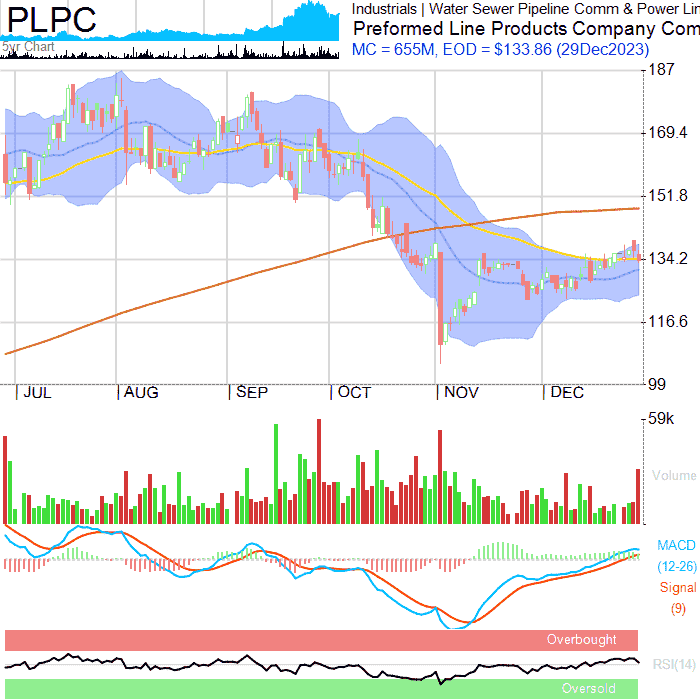 PLPC
5yr Chart
Industrials | Water Sewer Pipeline Comm & Power Lin
Preformed Line Products Company Com
MC = 655M, EOD = $133.86 (29Dec2023)
187
169.4
151.8
134.2
116.6
99
JUL AUG SEP OCT NOV DEC
59k
Volume
MACD
(12-26)
Signal
(9)
Overbought
RSI(14)
Oversold